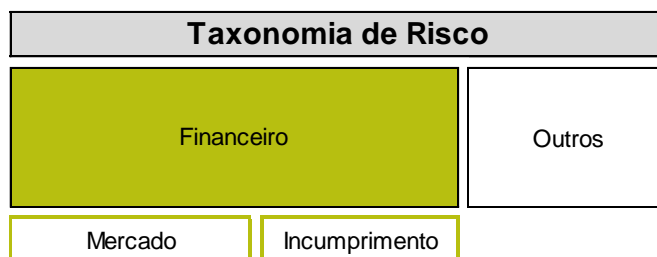 Taxonomia de Risco
Financeiro
Outros
Mercado
Incumprimento